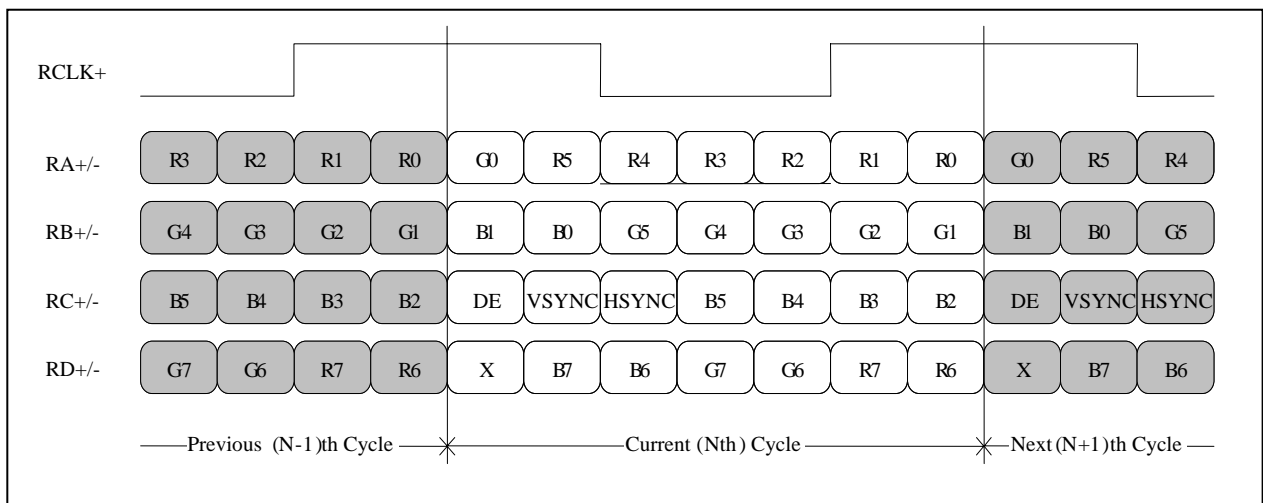 RCLK+
RA+/- R3 R2 R1 R0 G0 R5 R4 R3 R2 R1 R0 G0 R5 R4
RB+/- G4 G3 G2 G1 B1 B0 G5 G4 G3 G2 G1 B1 B0 G5
RC+/- B5 B4 B3 B2 DE VSYNC HSYNC B5 B4 B3 B2 DE VSYNC HSYNC
RD+/- G7 G6 R7 R6 X B7 B6 G7 G6 R7 R6 X B7 B6
Previous (N-1)th Cycle Current (Nth) Cycle Next (N+1)th Cycle